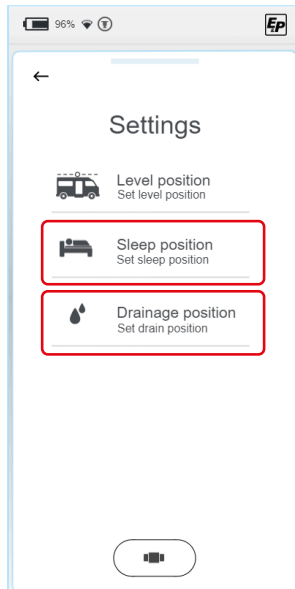 96%
EP
Settings
Level position
Set level position
Sleep position
Set sleep position
Drainage position
Set drain position